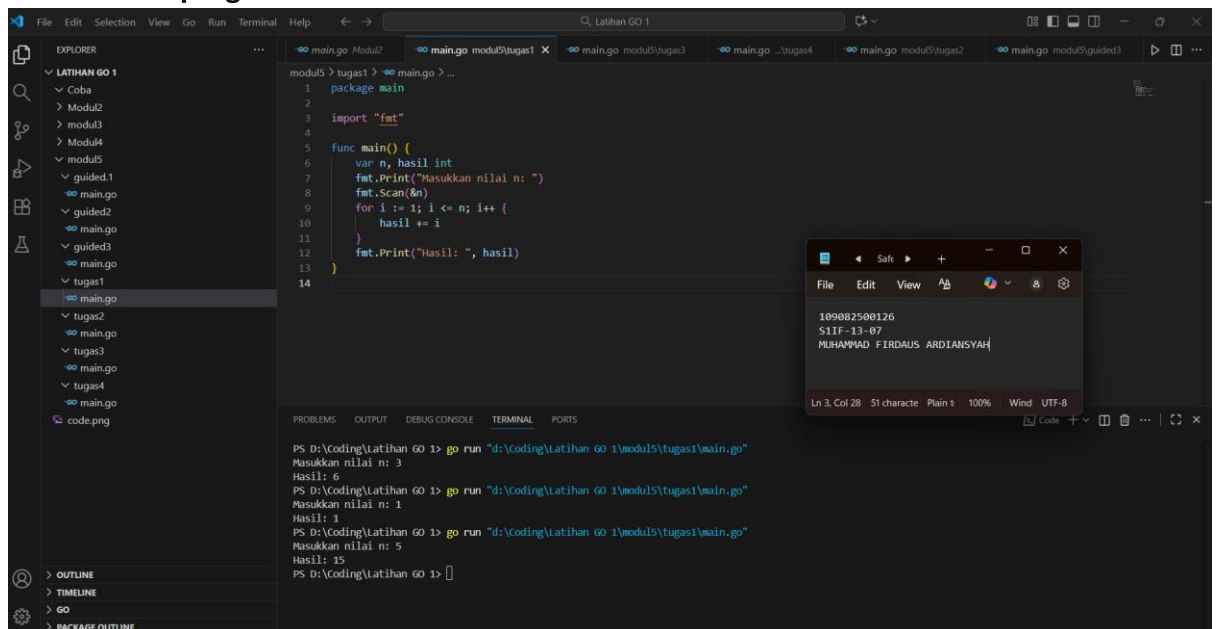 File Edit Selection View Go Run Terminal Help
Latihan GO 1
EXPLORER
main.go Modul2
main.go modul5\tugas1
main.go modul5\tugas3
main.go ...\tugas4
main.go modul5\tugas2
main.go modul5\guided3
LATIHAN GO 1
Coba
Modul2
modul3
Modul4
modul5
guided.1
main.go
guided2
main.go
guided3
main.go
tugas1
main.go
tugas2
main.go
tugas3
main.go
tugas4
main.go
code.png
OUTLINE
TIMELINE
GO
PACKAGE OUTLINE
modul5 > tugas1 > main.go > ...
1 package main
2
3 import "fmt"
4
5 func main() {
6 var n, hasil int
7 fmt.Print("Masukkan nilai n: ")
8 fmt.Scan(&n)
9 for i := 1; i <= n; i++ {
10 hasil += i
11 }
12 fmt.Print("Hasil: ", hasil)
13 }
14
File Edit View
109082500126
S1IF-13-07
MUHAMMAD FIRDAUS ARDIANSYAH
Ln 3, Col 28 51 characte Plain t 100% Wind UTF-8
PROBLEMS OUTPUT DEBUG CONSOLE TERMINAL PORTS
Code
PS D:\Coding\Latihan GO 1> go run "d:\Coding\Latihan GO 1\modul5\tugas1\main.go"
Masukkan nilai n: 3
Hasil: 6
PS D:\Coding\Latihan GO 1> go run "d:\Coding\Latihan GO 1\modul5\tugas1\main.go"
Masukkan nilai n: 1
Hasil: 1
PS D:\Coding\Latihan GO 1> go run "d:\Coding\Latihan GO 1\modul5\tugas1\main.go"
Masukkan nilai n: 5
Hasil: 15
PS D:\Coding\Latihan GO 1>